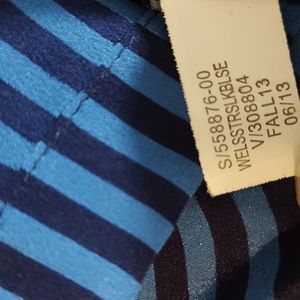 S/558876-00
WELSSTRSLKBLSE
V/308804
FALL13
06/13